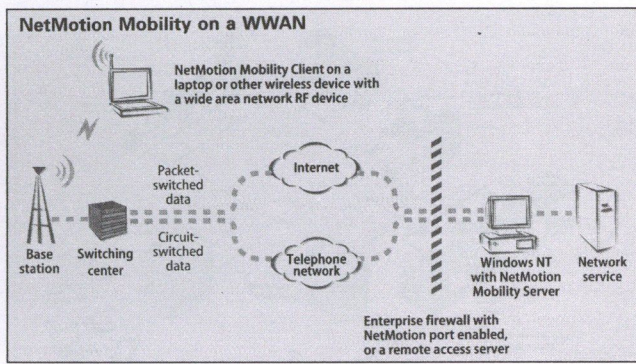 NetMotion Mobility on a WWAN
NetMotion Mobility Client on a
laptop or other wireless device with
a wide area network RF device
Packet-
switched
data
Internet
Base
station
Switching
center
Circuit-
switched
data
Telephone
network
Windows NT
with NetMotion
Mobility Server
Network
service
Enterprise firewall with
NetMotion port enabled,
or a remote access server